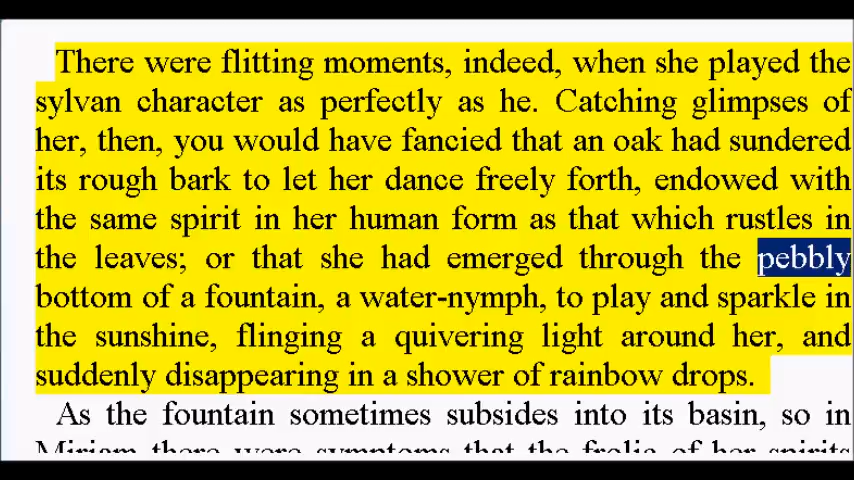 There were flitting moments, indeed, when she played the
sylvan character as perfectly as he. Catching glimpses of
her, then, you would have fancied that an oak had sundered
its rough bark to let her dance freely forth, endowed with
the same spirit in her human form as that which rustles in
the leaves; or that she had emerged through the pebbly
bottom of a fountain, a water-nymph, to play and sparkle in
the sunshine, flinging a quivering light around her, and
suddenly disappearing in a shower of rainbow drops.
As the fountain sometimes subsides into its basin, so in
Miriam there were symptoms that the frolic of her spirits